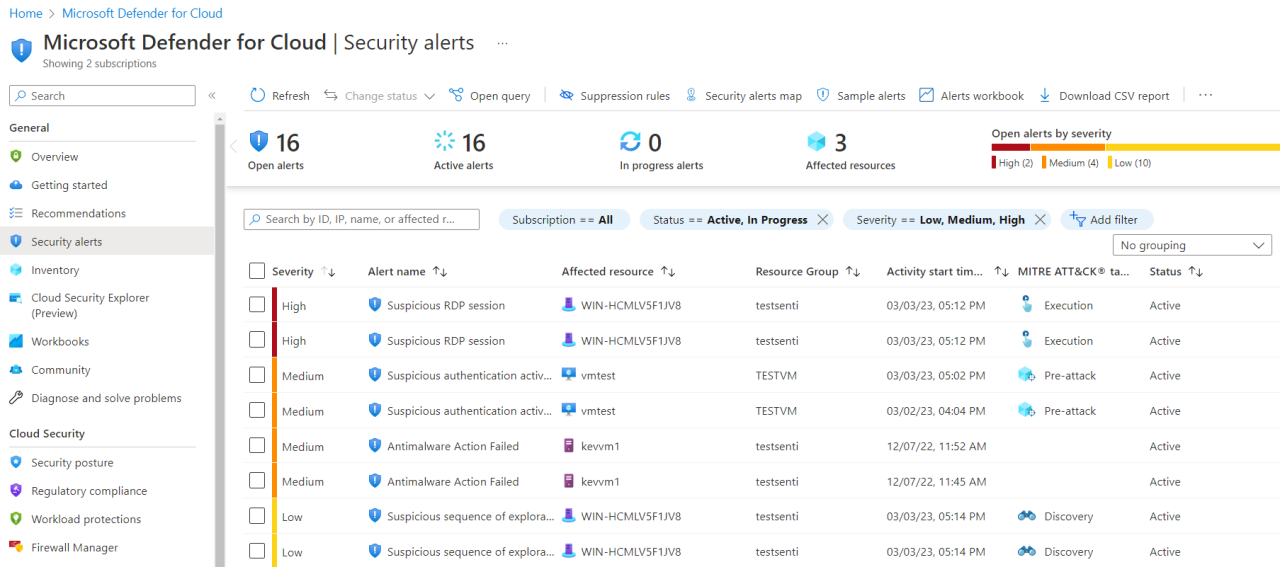 Home > Microsoft Defender for Cloud
Microsoft Defender for Cloud | Security alerts ...
Showing 2 subscriptions
Search
«
General
Overview
Getting started
Recommendations
Security alerts
Inventory
Cloud Security Explorer
(Preview)
Workbooks
Community
Diagnose and solve problems
Cloud Security
Security posture
Regulatory compliance
Workload protections
Firewall Manager
Refresh Change status Open query Suppression rules Security alerts map Sample alerts Alerts workbook Download CSV report ...
16 16 0 3
Open alerts Active alerts In progress alerts Affected resources
Open alerts by severity
High (2) Medium (4) Low (10)
Search by ID, IP, name, or affected r... Subscription == All Status == Active, In Progress Severity == Low, Medium, High Add filter
No grouping
Severity Alert name Affected resource Resource Group Activity start tim... MITRE ATT&CK® ta... Status
High Suspicious RDP session WIN-HCMLV5F1JV8 testsenti 03/03/23, 05:12 PM Execution Active
High Suspicious RDP session WIN-HCMLV5F1JV8 testsenti 03/03/23, 05:12 PM Execution Active
Medium Suspicious authentication activ... vmtest TESTVM 03/03/23, 05:02 PM Pre-attack Active
Medium Suspicious authentication activ... vmtest TESTVM 03/02/23, 04:04 PM Pre-attack Active
Medium Antimalware Action Failed kevvm1 testsenti 12/07/22, 11:52 AM Active
Medium Antimalware Action Failed kevvm1 testsenti 12/07/22, 11:45 AM Active
Low Suspicious sequence of explora... WIN-HCMLV5F1JV8 testsenti 03/03/23, 05:14 PM Discovery Active
Low Suspicious sequence of explora... WIN-HCMLV5F1JV8 testsenti 03/03/23, 05:14 PM Discovery Active